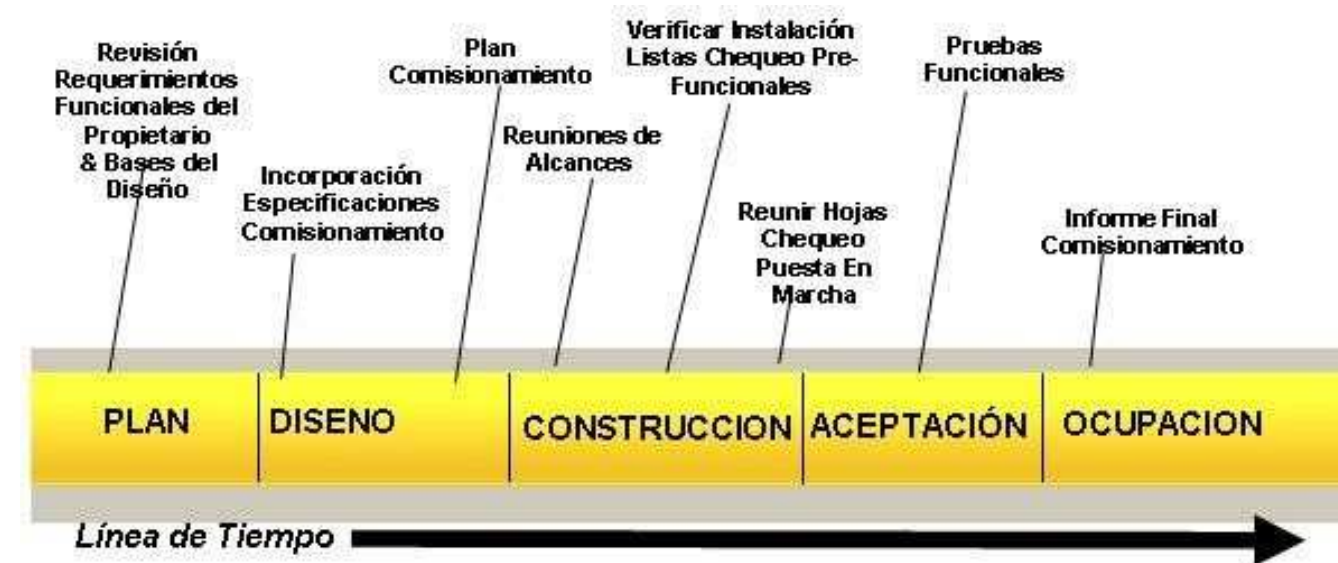 Revisión
Requerimientos
Funcionales del
Propietario
& Bases del
Diseño
Incorporación
Especificaciones
Comisionamiento
Plan
Comisionamiento
Reuniones de
Alcances
Verificar Instalación
Listas Chequeo Pre-
Funcionales
Reunir Hojas
Chequeo
Puesta En
Marcha
Pruebas
Funcionales
Informe Final
Comisionamiento
PLAN
DISENO
CONSTRUCCION
ACEPTACIÓN
OCUPACION
Línea de Tiempo